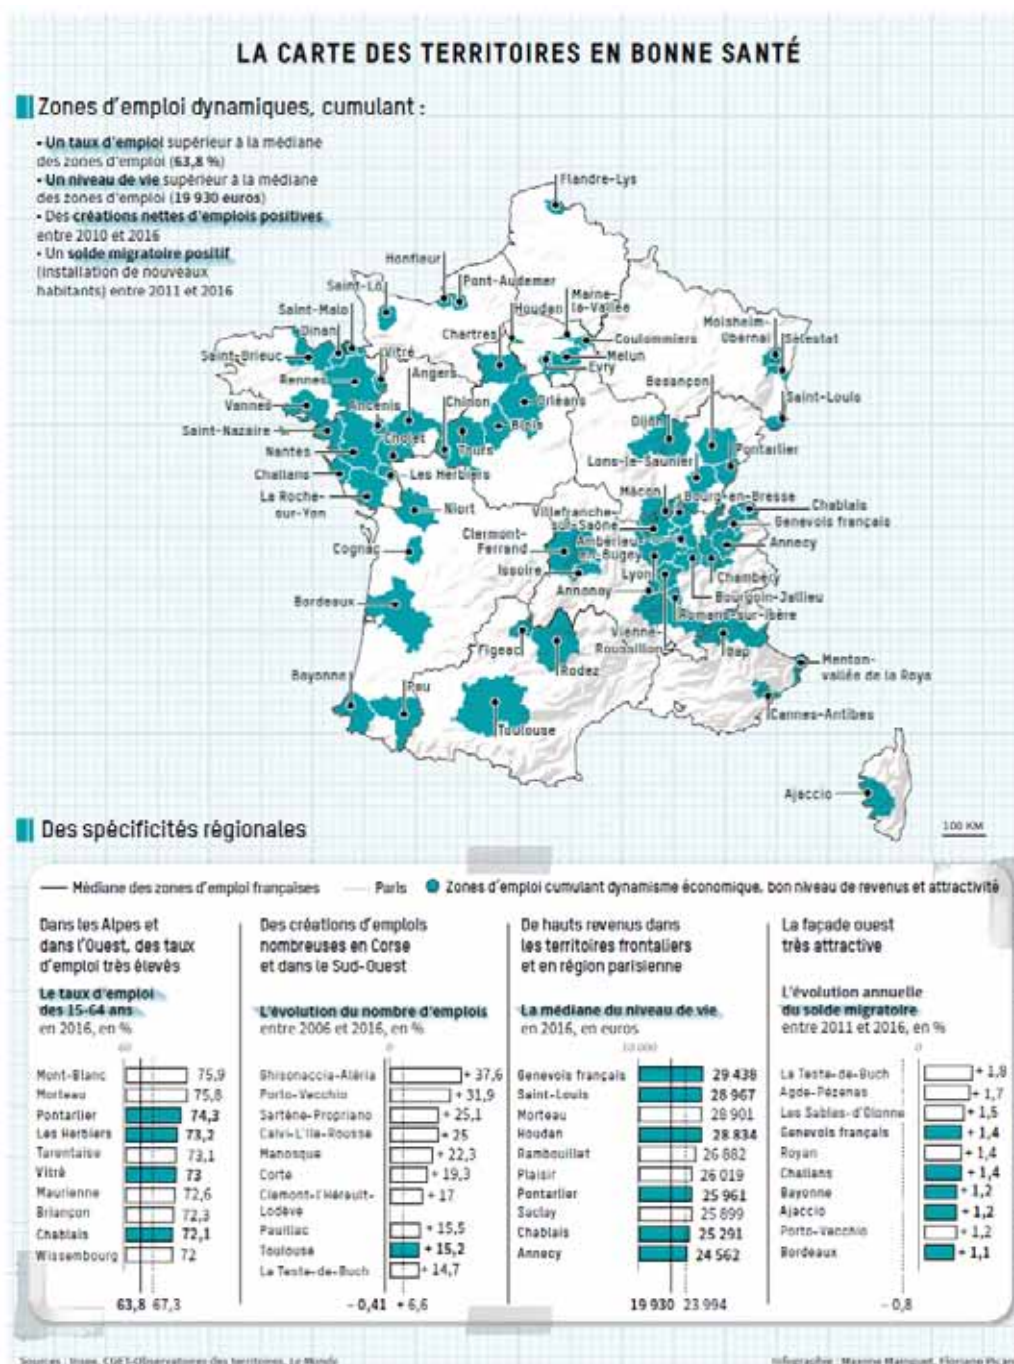 LA CARTE DES TERRITOIRES EN BONNE SANTÉ
Zones d'emploi dynamiques, cumulant :
• Un taux d'emploi supérieur à la médiane
des zones d'emploi (63,8 %)
• Un niveau de vie supérieur à la médiane
des zones d'emploi (19 930 euros)
• Des créations nettes d'emplois positives
entre 2010 et 2016
• Un solde migratoire positif
(installation de nouveaux
habitants) entre 2011 et 2016
Flandre-Lys
Honfleur
Pont-Audemer
Saint-Lô
Houdan
Marne-
la-Vallée
Saint-Malo
Dinan
Chartres
Coulommiers
Molsheim-
Obernai
Sélestat
Saint-Brieuc
Vitré
Melun
Evry
Rennes
Angers
Besançon
Saint-Louis
Vannes
Ancenis
Chinon
Orléans
Saint-Nazaire
Cholet
Tours
Blois
Dijon
Pontarlier
Nantes
Lons-le-Saunier
Challans
Les Herbiers
La Roche-
sur-Yon
Niort
Mâcon
Bourg-en-Bresse
Chablais
Villefranche-
sur-Saône
Genevois français
Clermont-
Ferrand
Ambérieu-
en-Bugey
Annecy
Cognac
Issoire
Lyon
Chambéry
Annonay
Bourgoin-Jallieu
Bordeaux
Romans-sur-Isère
Vienne-
Roussillon
Figeac
Gap
Rodez
Menton-
vallée de la Roya
Bayonne
Pau
Toulouse
Cannes-Antibes
Ajaccio
100 KM
Des spécificités régionales
Médiane des zones d'emploi françaises
Paris
Zones d'emploi cumulant dynamisme économique, bon niveau de revenus et attractivité
Dans les Alpes et
dans l'Ouest, des taux
d'emploi très élevés
Le taux d'emploi
des 15-64 ans
en 2016, en %
60
Mont-Blanc 75,9
Morteau 75,8
Pontarlier 74,3
Les Herbiers 73,2
Tarentaise 73,1
Vitré 73
Maurienne 72,6
Briançon 72,3
Chablais 72,1
Wissembourg 72
63,8 67,3
Des créations d'emplois
nombreuses en Corse
et dans le Sud-Ouest
L'évolution du nombre d'emplois
entre 2006 et 2016, en %
0
Ghisonaccia-Aléria + 37,6
Porto-Vecchio + 31,9
Sartène-Propriano + 25,1
Calvi-L'Ile-Rousse + 25
Manosque + 22,3
Corte + 19,3
Clemont-l'Hérault-
Lodève + 17
Pauillac + 15,5
Toulouse + 15,2
La Teste-de-Buch + 14,7
- 0,41 + 6,6
De hauts revenus dans
les territoires frontaliers
et en région parisienne
La médiane du niveau de vie
en 2016, en euros
10 000
Genevois français 29 438
Saint-Louis 28 967
Morteau 28 901
Houdan 28 834
Rambouillet 26 882
Plaisir 26 019
Pontarlier 25 961
Saclay 25 899
Chablais 25 291
Annecy 24 562
19 930 23 994
La façade ouest
très attractive
L'évolution annuelle
du solde migratoire
entre 2011 et 2016, en %
0
La Teste-de-Buch + 1,8
Agde-Pézenas + 1,7
Les Sables-d'Olonne + 1,5
Genevois français + 1,4
Royan + 1,4
Challans + 1,4
Bayonne + 1,2
Ajaccio + 1,2
Porto-Vecchio + 1,2
Bordeaux + 1,1
- 0,8
Sources : Insee, CGET-Observatoires des territoires, Le Monde
Infographie : Maxime Mainguet, Floriane Picard